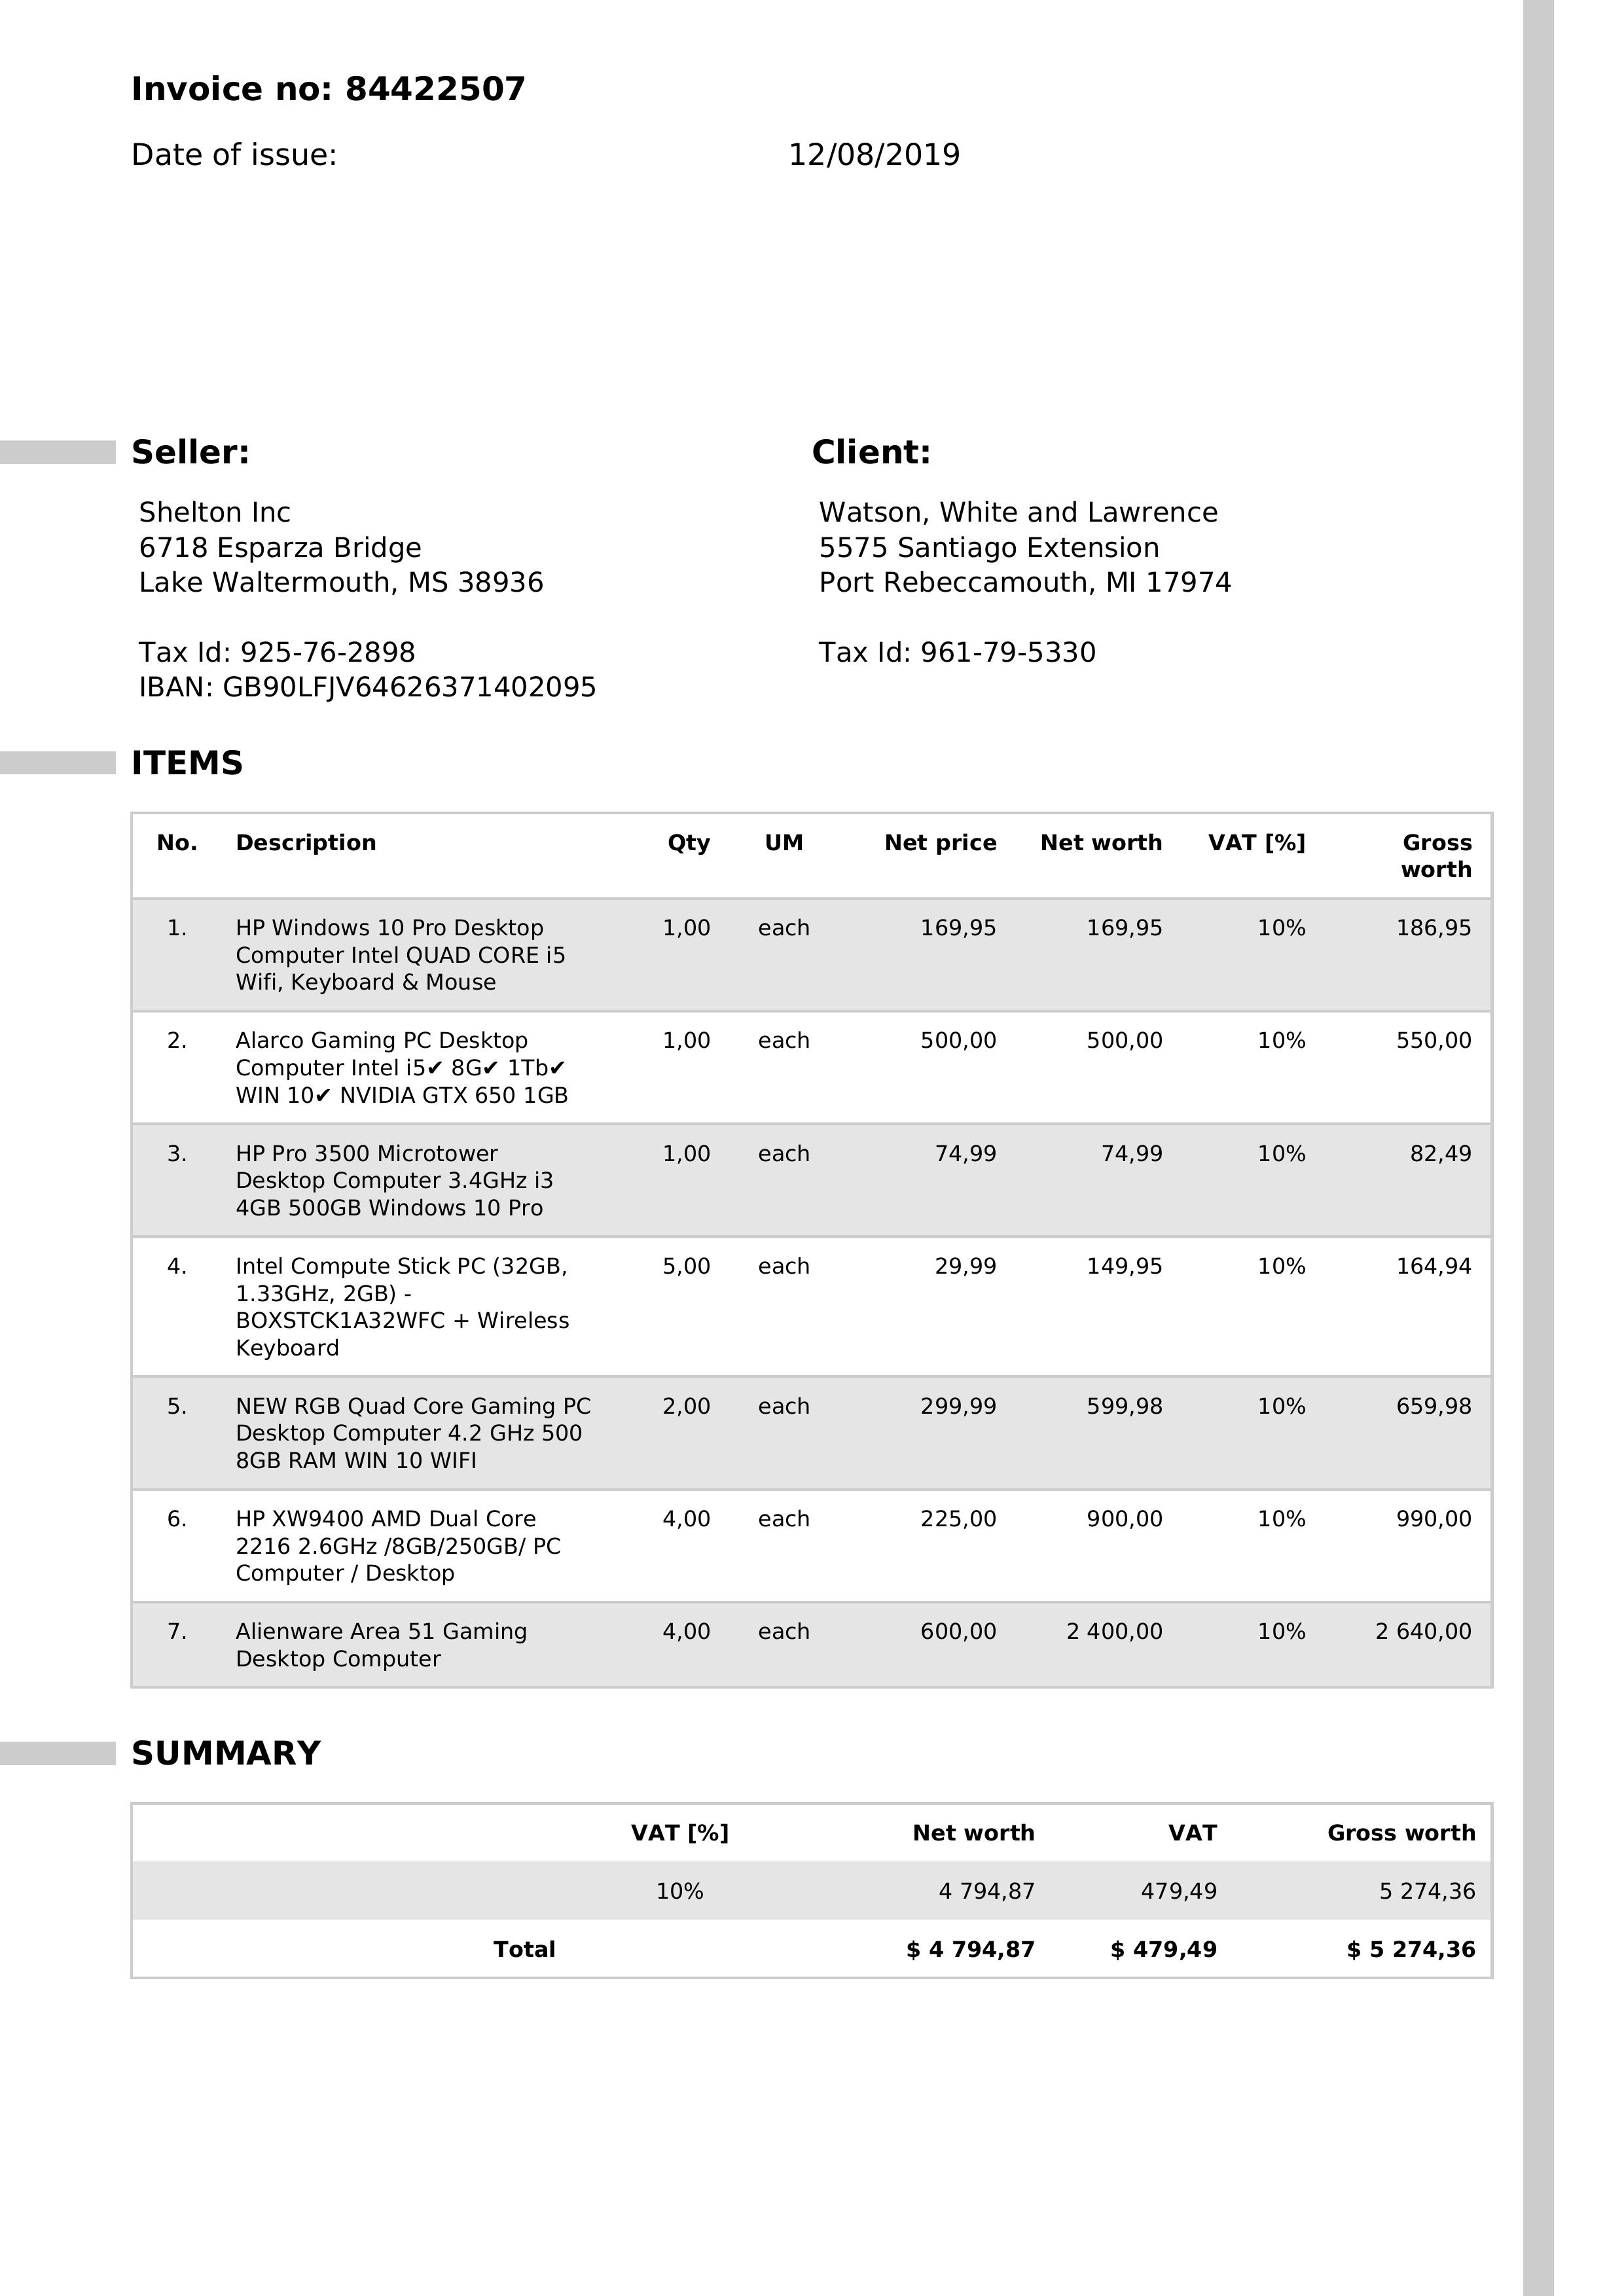 Invoice no: 84422507
Date of issue: 12/08/2019
Seller: Client:
Shelton Inc
6718 Esparza Bridge
Lake Waltermouth, MS 38936
Tax Id: 925-76-2898
IBAN: GB90LFJV64626371402095
Watson, White and Lawrence
5575 Santiago Extension
Port Rebeccamouth, MI 17974
Tax Id: 961-79-5330
ITEMS
No. Description Qty UM Net price Net worth VAT [%] Gross
worth
1. HP Windows 10 Pro Desktop 1,00 each 169,95 169,95 10% 186,95
Computer Intel QUAD CORE i5
Wifi, Keyboard & Mouse
2. Alarco Gaming PC Desktop 1,00 each 500,00 500,00 10% 550,00
Computer Intel i5✔ 8G✔ 1Tb✔
WIN 10✔ NVIDIA GTX 650 1GB
3. HP Pro 3500 Microtower 1,00 each 74,99 74,99 10% 82,49
Desktop Computer 3.4GHz i3
4GB 500GB Windows 10 Pro
4. Intel Compute Stick PC (32GB, 5,00 each 29,99 149,95 10% 164,94
1.33GHz, 2GB) -
BOXSTCK1A32WFC + Wireless
Keyboard
5. NEW RGB Quad Core Gaming PC 2,00 each 299,99 599,98 10% 659,98
Desktop Computer 4.2 GHz 500
8GB RAM WIN 10 WIFI
6. HP XW9400 AMD Dual Core 4,00 each 225,00 900,00 10% 990,00
2216 2.6GHz /8GB/250GB/ PC
Computer / Desktop
7. Alienware Area 51 Gaming 4,00 each 600,00 2 400,00 10% 2 640,00
Desktop Computer
SUMMARY
VAT [%] Net worth VAT Gross worth
10% 4 794,87 479,49 5 274,36
Total $ 4 794,87 $ 479,49 $ 5 274,36